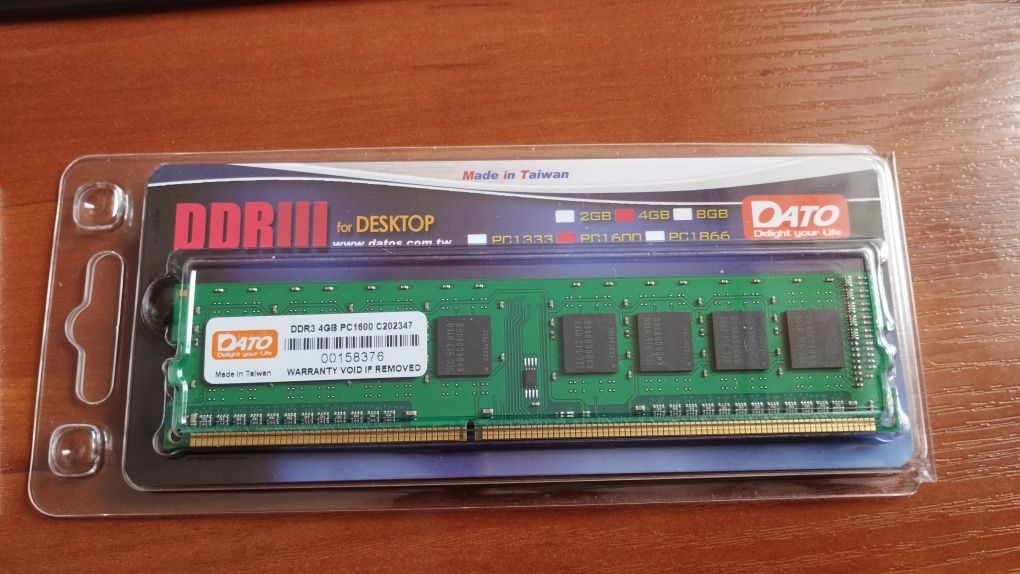 Made in Taiwan
DDRIII for DESKTOP
2GB 4GB 8GB
PC1333 PC1600 PC1866
www.datos.com.tw
DATO
Delight your Life
DATO
Delight your Life
Made in Taiwan
DDR3 4GB PC1600 C202347
00158376
WARRANTY VOID IF REMOVED